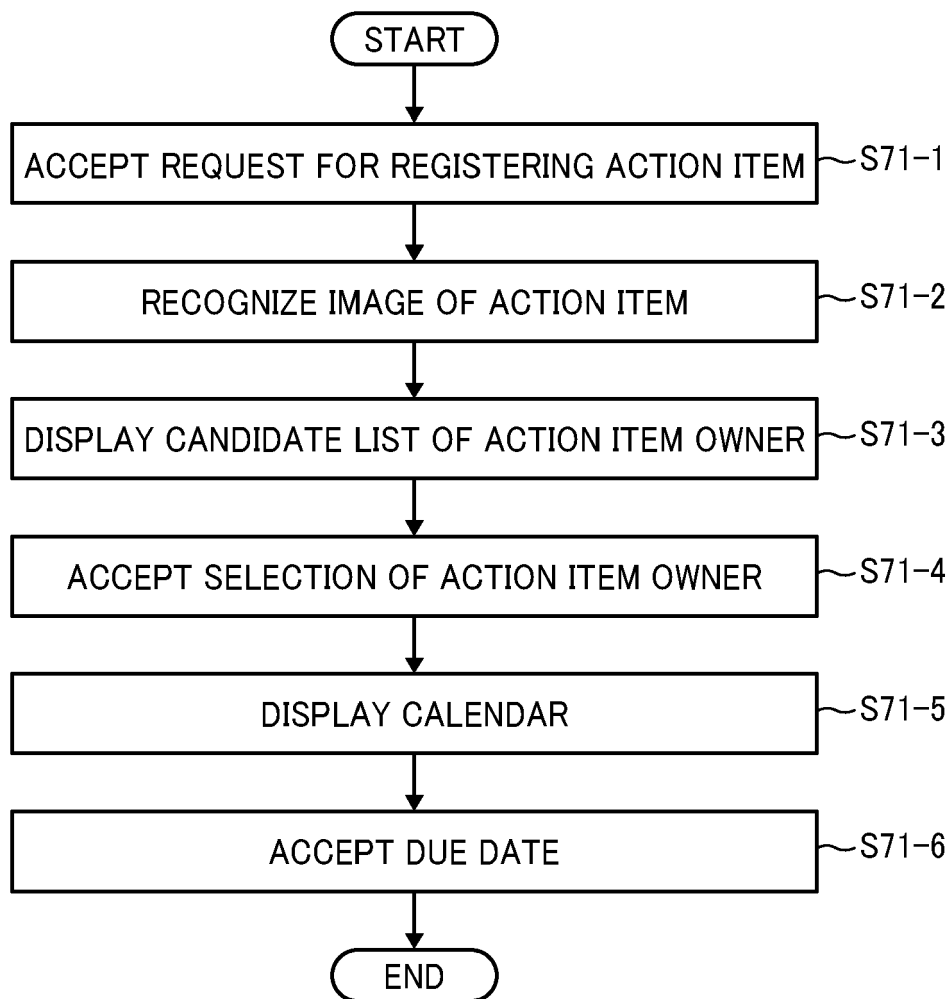 START
ACCEPT REQUEST FOR REGISTERING ACTION ITEM S71-1
RECOGNIZE IMAGE OF ACTION ITEM S71-2
DISPLAY CANDIDATE LIST OF ACTION ITEM OWNER S71-3
ACCEPT SELECTION OF ACTION ITEM OWNER S71-4
DISPLAY CALENDAR S71-5
ACCEPT DUE DATE S71-6
END